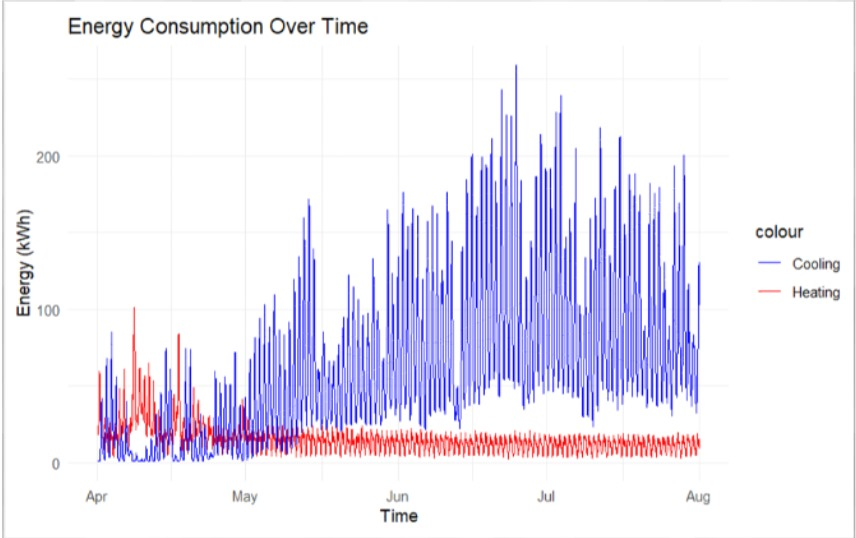 Energy Consumption Over Time
Energy (kWh)
200
100
0
Apr
May
Jun
Jul
Aug
Time
colour
Cooling
Heating